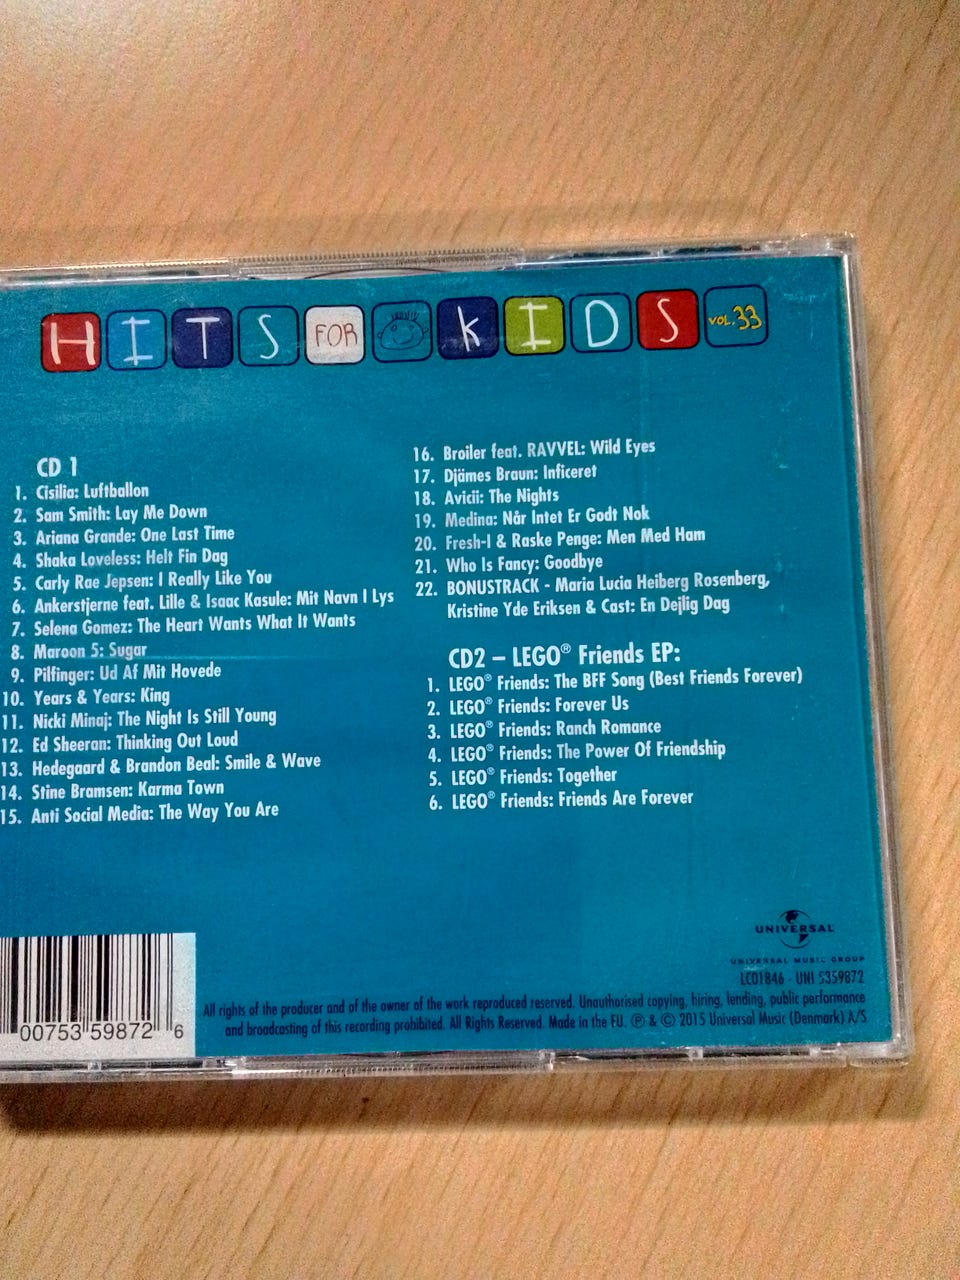 HITS FOR KIDS VOL.33
CD 1
1. Cisilia: Luftballon
2. Sam Smith: Lay Me Down
3. Ariana Grande: One Last Time
4. Shaka Loveless: Helt Fin Dag
5. Carly Rae Jepsen: I Really Like You
6. Ankerstjerne feat. Lille & Isaac Kasule: Mit Navn I Lys
7. Selena Gomez: The Heart Wants What It Wants
8. Maroon 5: Sugar
9. Pilfinger: Ud Af Mit Hovede
10. Years & Years: King
11. Nicki Minaj: The Night Is Still Young
12. Ed Sheeran: Thinking Out Loud
13. Hedegaard & Brandon Beal: Smile & Wave
14. Stine Bramsen: Karma Town
15. Anti Social Media: The Way You Are
16. Broiler feat. RAVVEL: Wild Eyes
17. Djämes Braun: Inficeret
18. Avicii: The Nights
19. Medina: Når Intet Er Godt Nok
20. Fresh-I & Raske Penge: Men Med Ham
21. Who Is Fancy: Goodbye
22. BONUSTRACK - Maria Lucia Heiberg Rosenberg,
Kristine Yde Eriksen & Cast: En Dejlig Dag
CD2 – LEGO® Friends EP:
1. LEGO® Friends: The BFF Song (Best Friends Forever)
2. LEGO® Friends: Forever Us
3. LEGO® Friends: Ranch Romance
4. LEGO® Friends: The Power Of Friendship
5. LEGO® Friends: Together
6. LEGO® Friends: Friends Are Forever
UNIVERSAL
UNIVERSAL MUSIC GROUP
LC01846 - UNI 5359872
All rights of the producer and of the owner of the work reproduced reserved. Unauthorised copying, hiring, lending, public performance
and broadcasting of this recording prohibited. All Rights Reserved. Made in the EU. ℗ & © 2015 Universal Music (Denmark) A/S
00753 59872 6